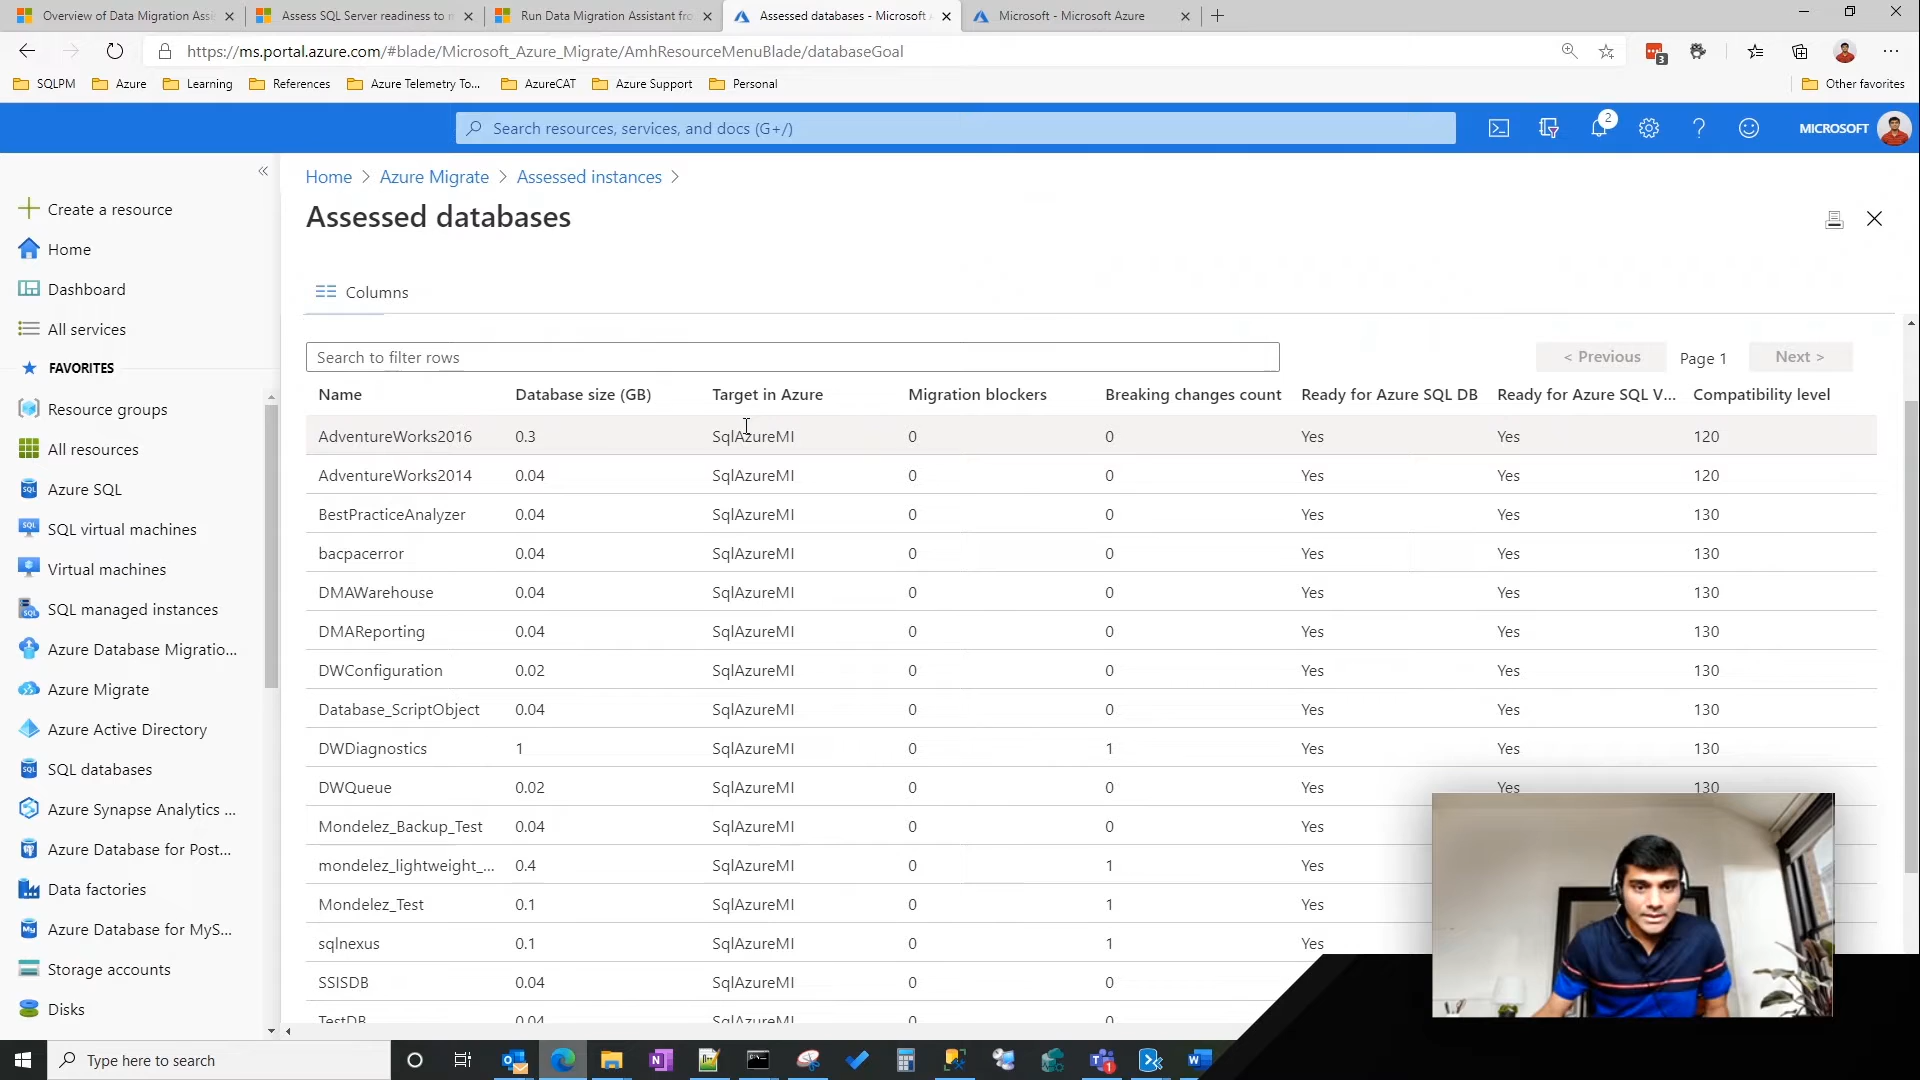 Overview of Data Migration Assis
Assess SQL Server readiness to m
Run Data Migration Assistant fro
Assessed databases - Microsoft A
Microsoft - Microsoft Azure
https://ms.portal.azure.com/#blade/Microsoft_Azure_Migrate/AmhResourceMenuBlade/databaseGoal
3
SQLPM Azure Learning References Azure Telemetry To... AzureCAT Azure Support Personal Other favorites
Search resources, services, and docs (G+/)
2
MICROSOFT
Home > Azure Migrate > Assessed instances >
Assessed databases
Create a resource
Home
Dashboard
All services
FAVORITES
Resource groups
All resources
Azure SQL
SQL virtual machines
Virtual machines
SQL managed instances
Azure Database Migratio...
Azure Migrate
Azure Active Directory
SQL databases
Azure Synapse Analytics ...
Azure Database for Post...
Data factories
Azure Database for MyS...
Storage accounts
Disks
Columns
Search to filter rows
< Previous Page 1 Next >
Name Database size (GB) Target in Azure Migration blockers Breaking changes count Ready for Azure SQL DB Ready for Azure SQL V... Compatibility level
AdventureWorks2016 0.3 SqlAzureMI 0 0 Yes Yes 120
AdventureWorks2014 0.04 SqlAzureMI 0 0 Yes Yes 120
BestPracticeAnalyzer 0.04 SqlAzureMI 0 0 Yes Yes 130
bacpacerror 0.04 SqlAzureMI 0 0 Yes Yes 130
DMAWarehouse 0.04 SqlAzureMI 0 0 Yes Yes 130
DMAReporting 0.04 SqlAzureMI 0 0 Yes Yes 130
DWConfiguration 0.02 SqlAzureMI 0 0 Yes Yes 130
Database_ScriptObject 0.04 SqlAzureMI 0 0 Yes Yes 130
DWDiagnostics 1 SqlAzureMI 0 1 Yes Yes 130
DWQueue 0.02 SqlAzureMI 0 0 Yes Yes 130
Mondelez_Backup_Test 0.04 SqlAzureMI 0 0 Yes
mondelez_lightweight_... 0.4 SqlAzureMI 0 1 Yes
Mondelez_Test 0.1 SqlAzureMI 0 1 Yes
sqlnexus 0.1 SqlAzureMI 0 1 Yes
SSISDB 0.04 SqlAzureMI 0 0
TestDB 0.04 SqlAzureMI 0 0
Type here to search